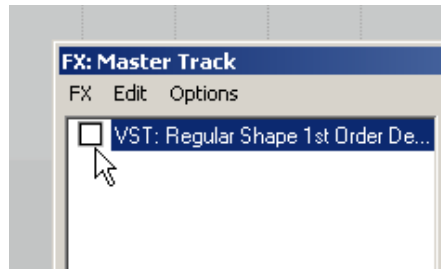 FX: Master Track
FX Edit Options
VST: Regular Shape 1st Order De...